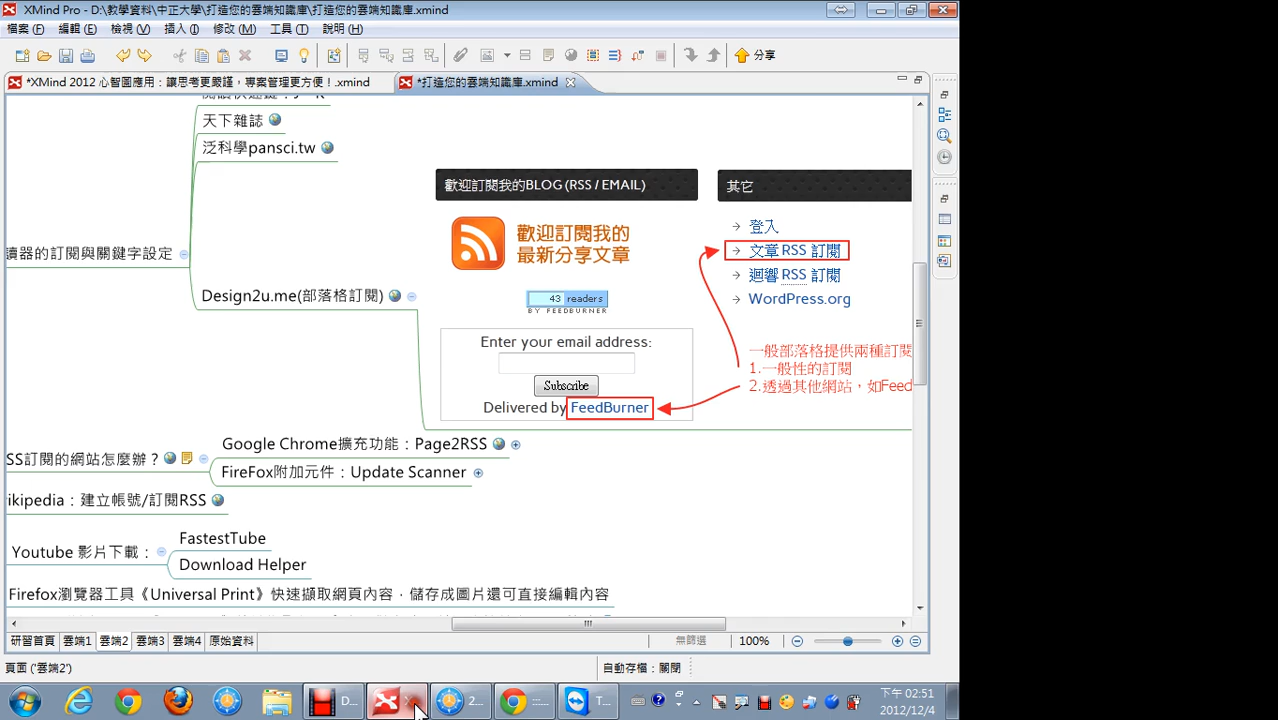 XMind Pro - D:\教學資料\中正大學\打造您的雲端知識庫\打造您的雲端知識庫.xmind
檔案(F) 編輯(E) 檢視(V) 插入(I) 修改(M) 工具(T) 說明(H)
分享
*XMind 2012 心智圖應用：讓思考更嚴謹，專案管理更方便！.xmind
*打造您的雲端知識庫.xmind
天下雜誌
泛科學pansci.tw
歡迎訂閱我的BLOG (RSS / EMAIL)
其它
歡迎訂閱我的
最新分享文章
登入
文章 RSS 訂閱
迴響 RSS 訂閱
WordPress.org
讀器的訂閱與關鍵字設定
Design2u.me(部落格訂閱)
43 readers
BY FEEDBURNER
Enter your email address:
Subscribe
Delivered by FeedBurner
一般部落格提供兩種訂閱
1.一般性的訂閱
2.透過其他網站，如Feed
Google Chrome擴充功能：Page2RSS
SS訂閱的網站怎麼辦？
FireFox附加元件：Update Scanner
ikipedia：建立帳號/訂閱RSS
FastestTube
Youtube 影片下載：
Download Helper
Firefox瀏覽器工具《Universal Print》快速擷取網頁內容，儲存成圖片還可直接編輯內容
研習首頁 雲端1 雲端2 雲端3 雲端4 原始資料
無篩選 100%
頁面 ('雲端2')
自動存檔：關閉
D...
2...
:::...
T...
下午 02:51
2012/12/4